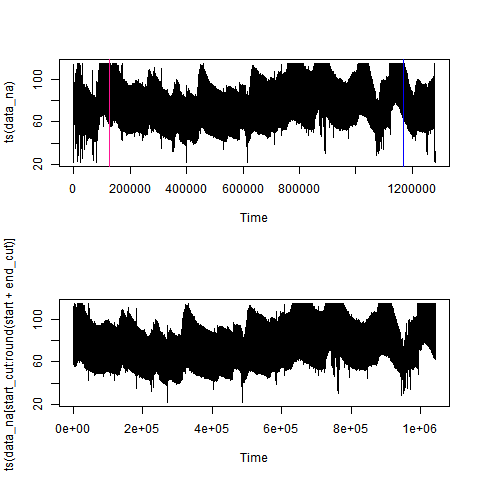 ts(data_na)
100
60
20
0 200000 400000 600000 800000 1200000
Time
ts(data_na[start_cut:round(start + end_cut)]
100
60
20
0e+00 2e+05 4e+05 6e+05 8e+05 1e+06
Time